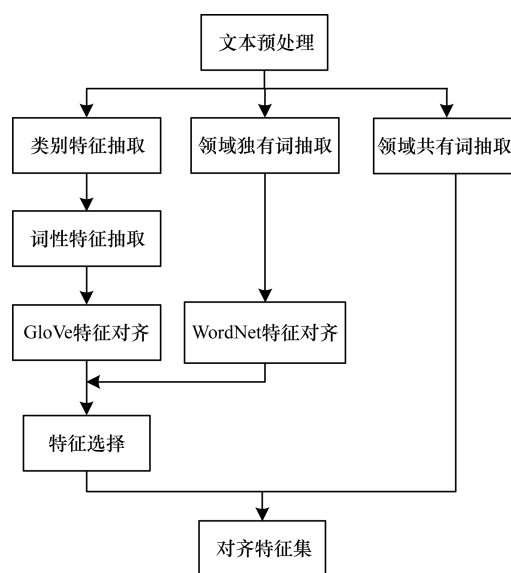 文本预处理
类别特征抽取
领域独有词抽取
领域共有词抽取
词性特征抽取
GloVe特征对齐
WordNet特征对齐
特征选择
对齐特征集